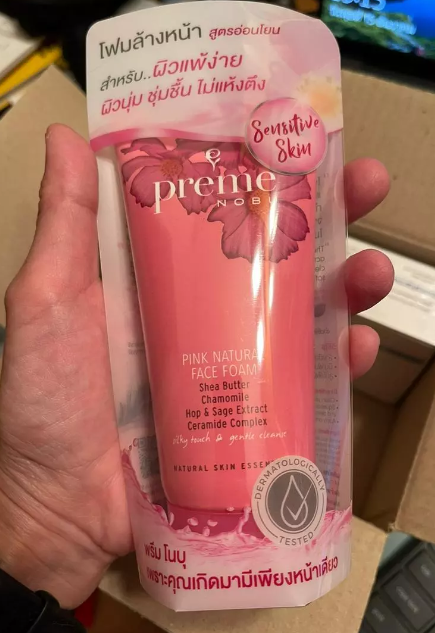 โฟมล้างหน้า สูตรอ่อนโยน
สำหรับ..ผิวแพ้ง่าย
ผิวนุ่ม ชุ่มชื้น ไม่แห้งตึง
Sensitive
Skin
preme
NOBU
PINK NATURAL
FACE FOAM
Shea Butter
Chamomile
Hop & Sage Extract
Ceramide Complex
silky touch & gentle cleanse
NATURAL SKIN
DERMATOLOGICALLY
TESTED
พรีม โนบุ
เพราะคุณเกิดมามีเพียงหน้าเดียว